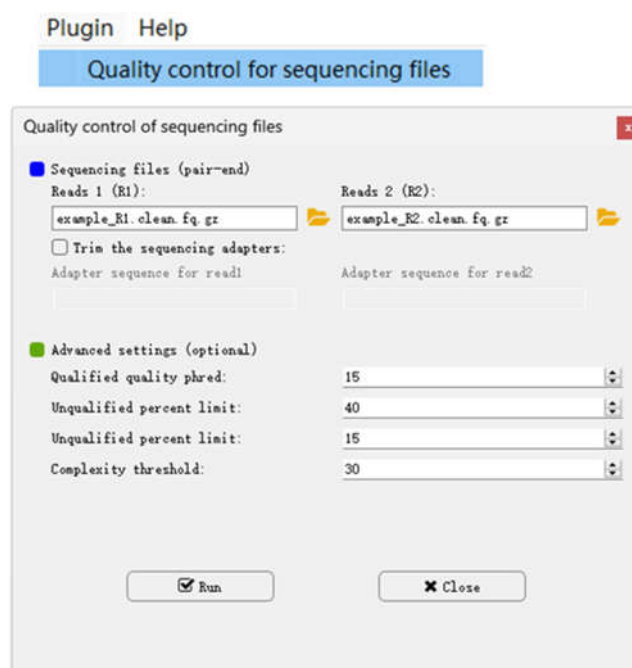 Plugin Help
Quality control for sequencing files
Quality control of sequencing files x
Sequencing files (pair-end)
Reads 1 (R1): Reads 2 (R2):
example_R1.clean.fq.gz example_R2.clean.fq.gz
Trim the sequencing adapters:
Adapter sequence for read1 Adapter sequence for read2
Advanced settings (optional)
Qualified quality phred: 15
Unqualified percent limit: 40
Unqualified percent limit: 15
Complexity threshold: 30
Run Close